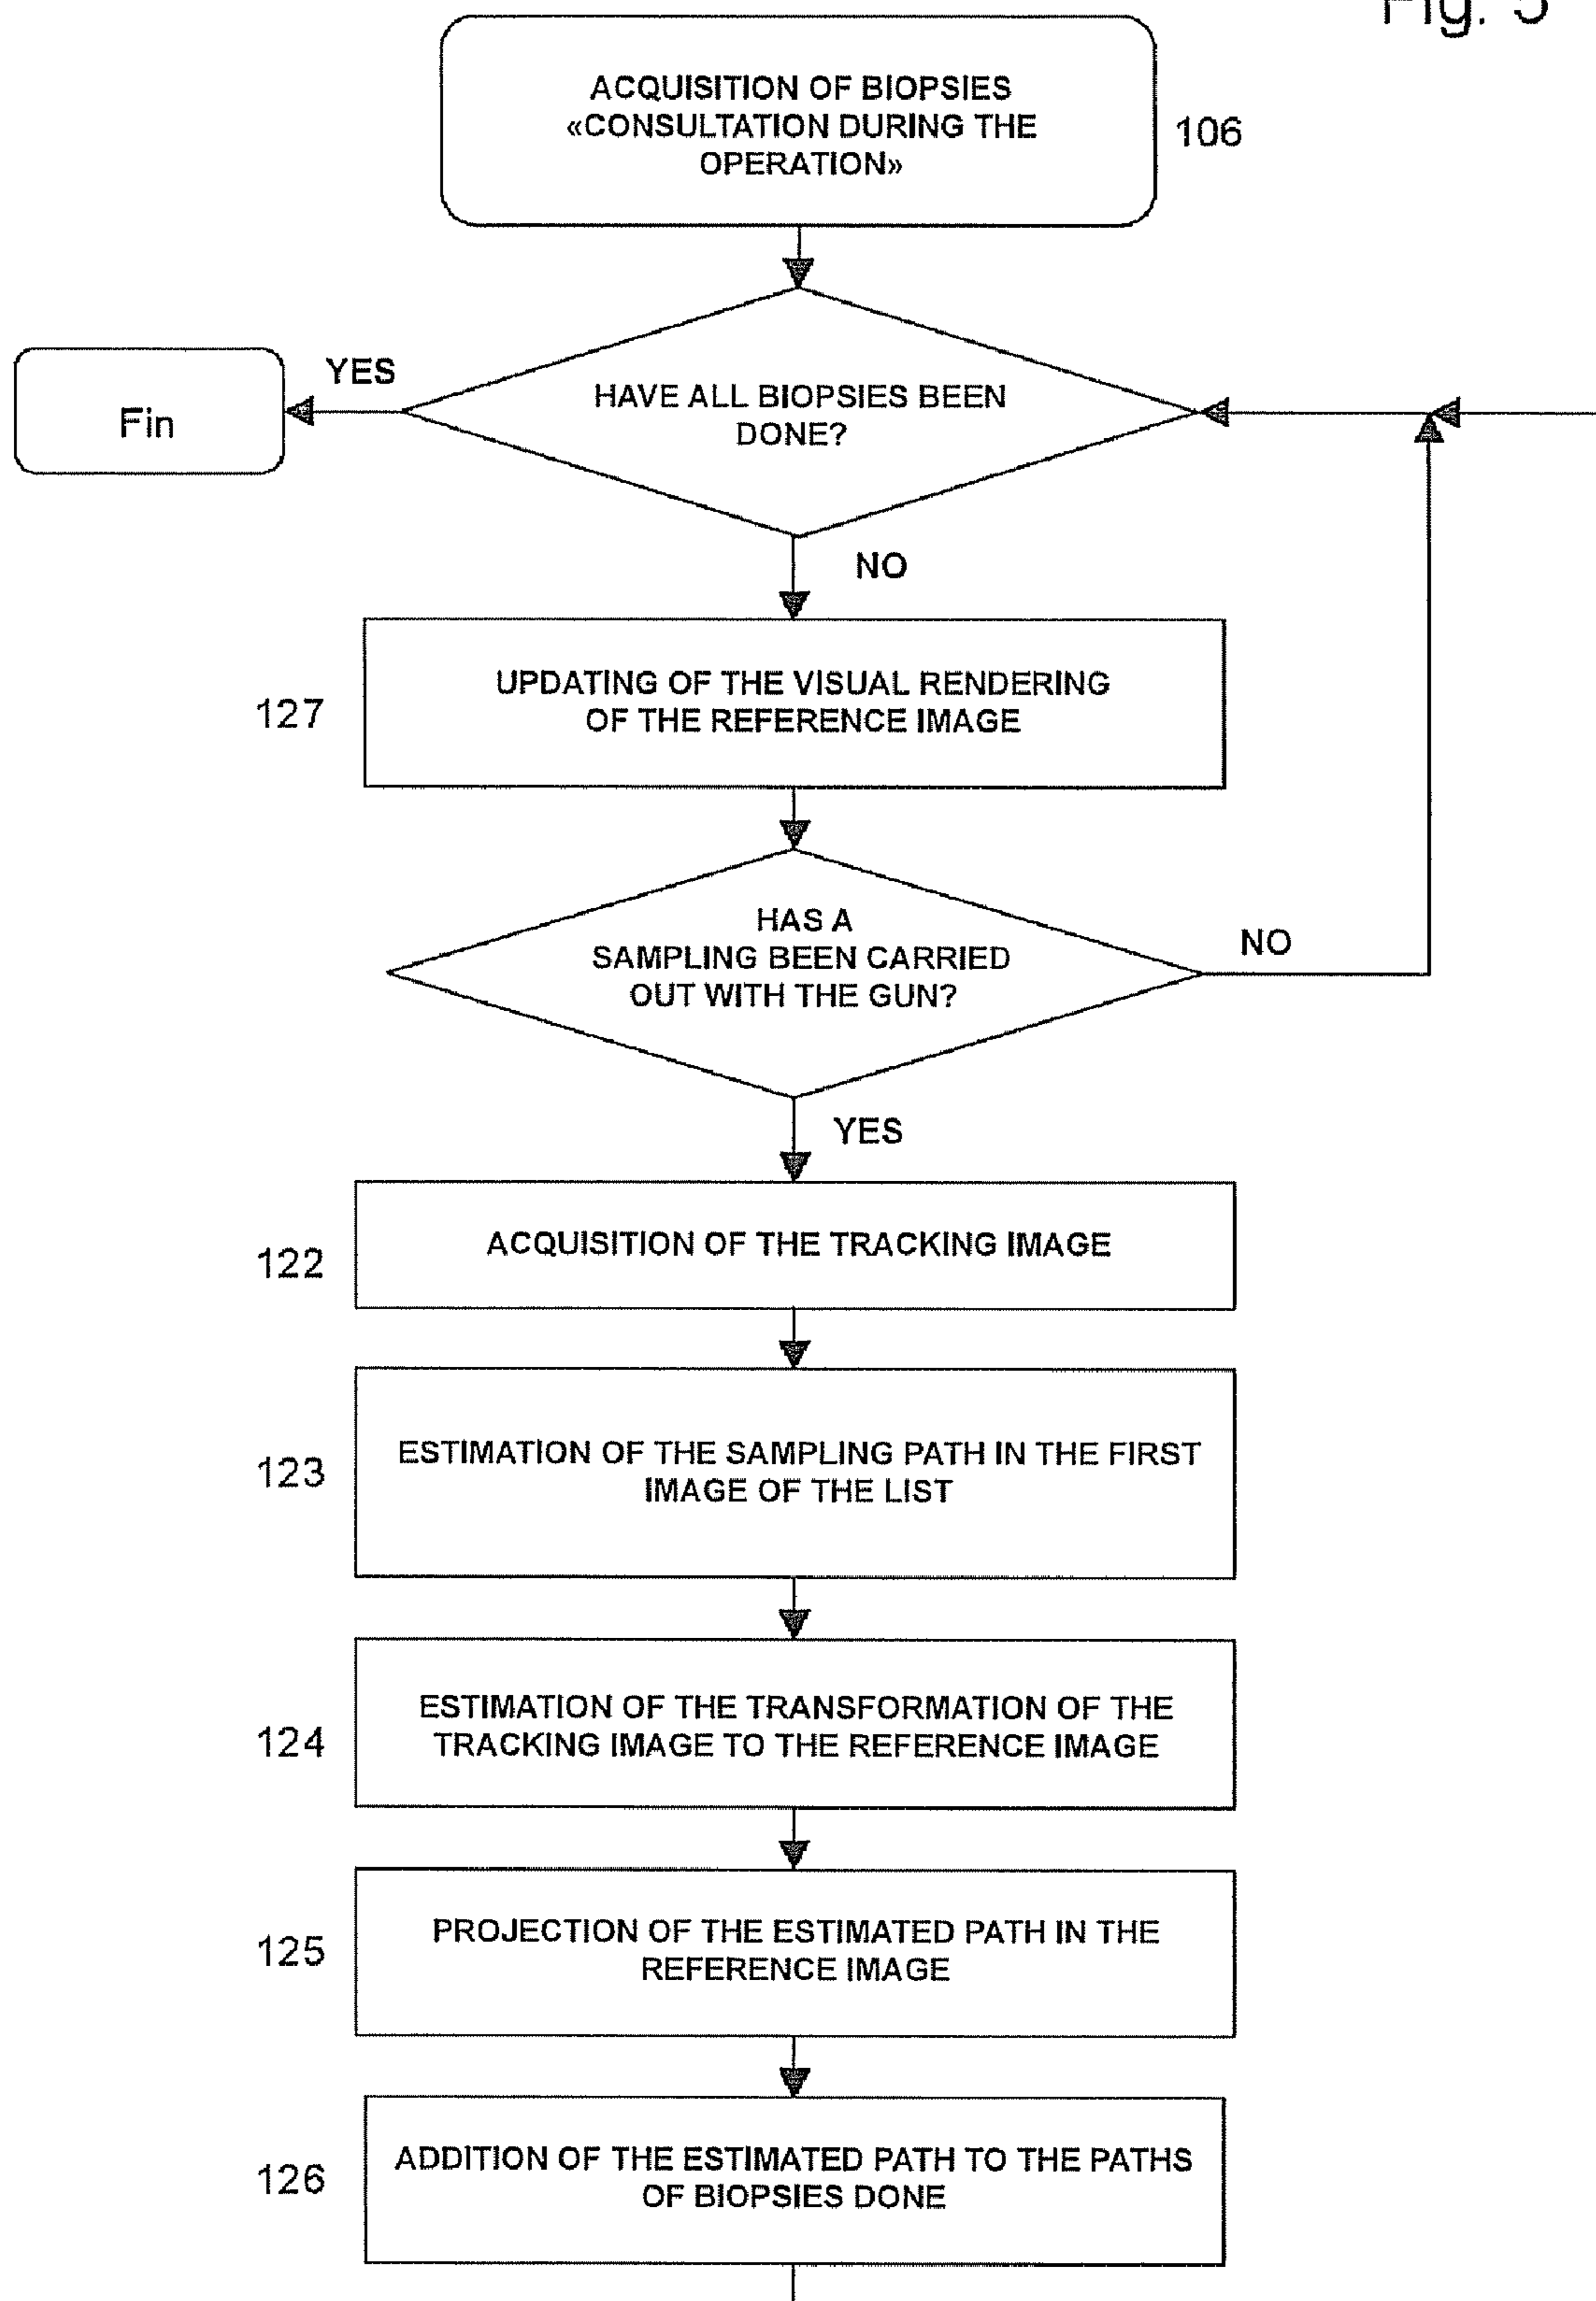 Fig. 5
ACQUISITION OF BIOPSIES
«CONSULTATION DURING THE
OPERATION»
106
YES
Fin
HAVE ALL BIOPSIES BEEN
DONE?
NO
127
UPDATING OF THE VISUAL RENDERING
OF THE REFERENCE IMAGE
HAS A
SAMPLING BEEN CARRIED
OUT WITH THE GUN?
NO
YES
122
ACQUISITION OF THE TRACKING IMAGE
123
ESTIMATION OF THE SAMPLING PATH IN THE FIRST
IMAGE OF THE LIST
124
ESTIMATION OF THE TRANSFORMATION OF THE
TRACKING IMAGE TO THE REFERENCE IMAGE
125
PROJECTION OF THE ESTIMATED PATH IN THE
REFERENCE IMAGE
126
ADDITION OF THE ESTIMATED PATH TO THE PATHS
OF BIOPSIES DONE